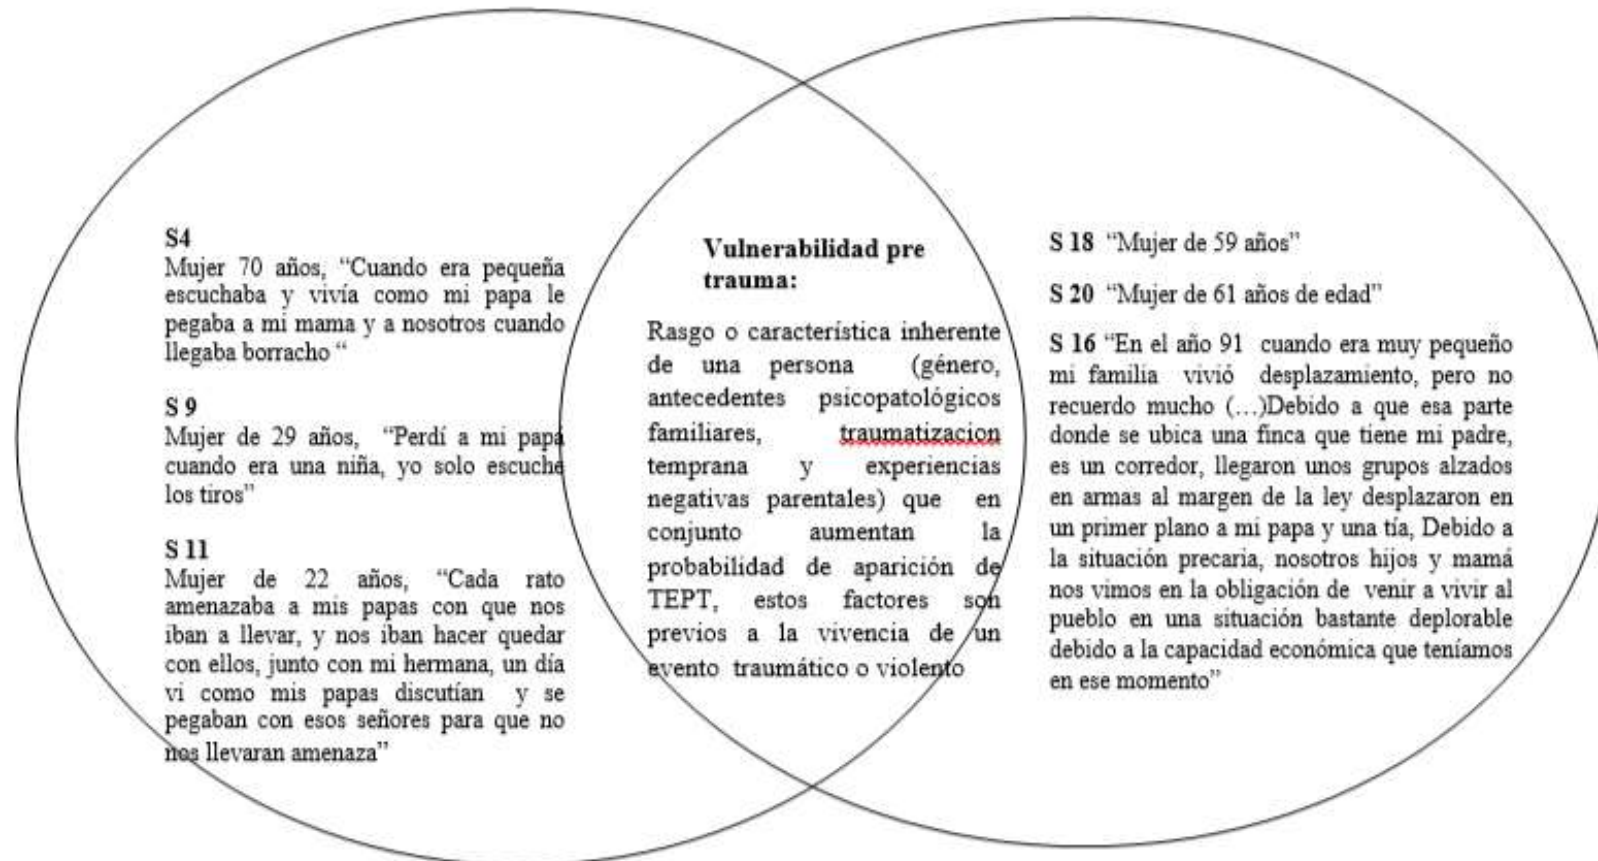 S4
Mujer 70 años, “Cuando era pequeña
escuchaba y vivía como mi papa le
pegaba a mi mama y a nosotros cuando
llegaba borracho “
S 9
Mujer de 29 años, “Perdí a mi papá
cuando era una niña, yo solo escuche
los tiros”
S 11
Mujer de 22 años, “Cada rato
amenazaba a mis papas con que nos
iban a llevar, y nos iban hacer quedar
con ellos, junto con mi hermana, un día
vi como mis papas discutían y se
pegaban con esos señores para que no
nos llevaran amenaza”
Vulnerabilidad pre
trauma:
Rasgo o característica inherente
de una persona (género,
antecedentes psicopatológicos
familiares, traumatizacion
temprana y experiencias
negativas parentales) que en
conjunto aumentan la
probabilidad de aparición de
TEPT, estos factores son
previos a la vivencia de un
evento traumático o violento
S 18 “Mujer de 59 años”
S 20 “Mujer de 61 años de edad”
S 16 “En el año 91 cuando era muy pequeño
mi familia vivió desplazamiento, pero no
recuerdo mucho (…)Debido a que esa parte
donde se ubica una finca que tiene mi padre,
es un corredor, llegaron unos grupos alzados
en armas al margen de la ley desplazaron en
un primer plano a mi papa y una tía, Debido a
la situación precaria, nosotros hijos y mamá
nos vimos en la obligación de venir a vivir al
pueblo en una situación bastante deplorable
debido a la capacidad económica que teníamos
en ese momento”